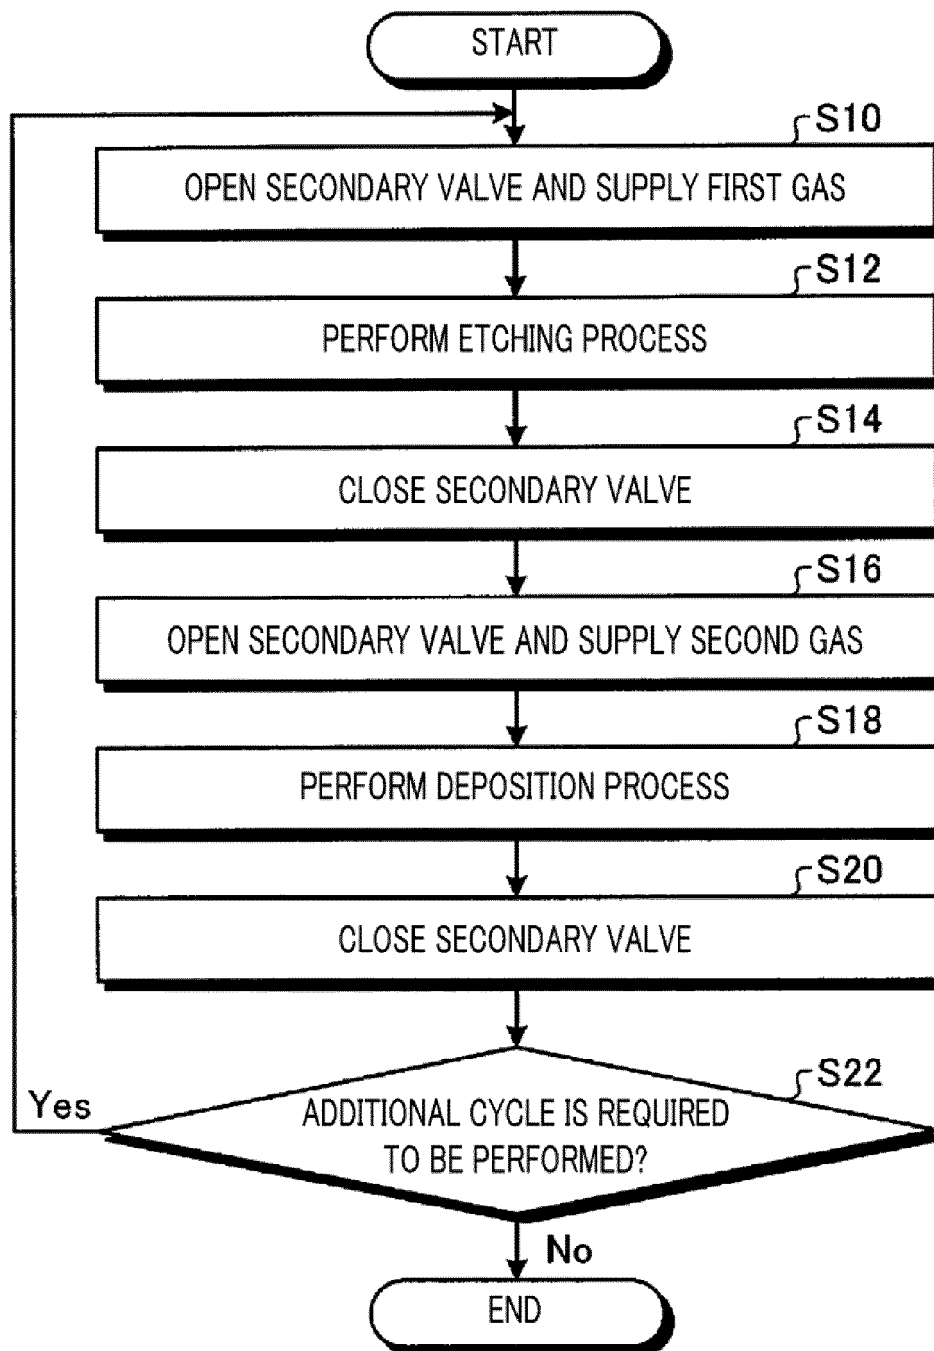 START
S10
OPEN SECONDARY VALVE AND SUPPLY FIRST GAS
S12
PERFORM ETCHING PROCESS
S14
CLOSE SECONDARY VALVE
S16
OPEN SECONDARY VALVE AND SUPPLY SECOND GAS
S18
PERFORM DEPOSITION PROCESS
S20
CLOSE SECONDARY VALVE
S22
Yes
ADDITIONAL CYCLE IS REQUIRED
TO BE PERFORMED?
No
END